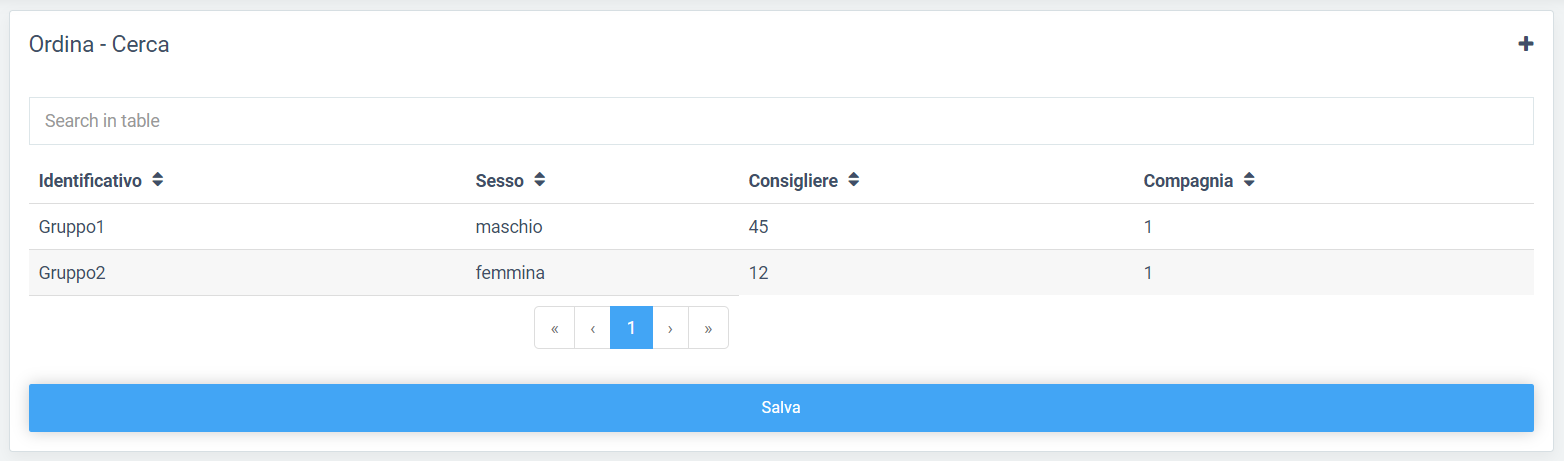 Ordina - Cerca
Search in table
Identificativo Sesso Consigliere Compagnia
Gruppo1 maschio 45 1
Gruppo2 femmina 12 1
« ‹ 1 › »
Salva